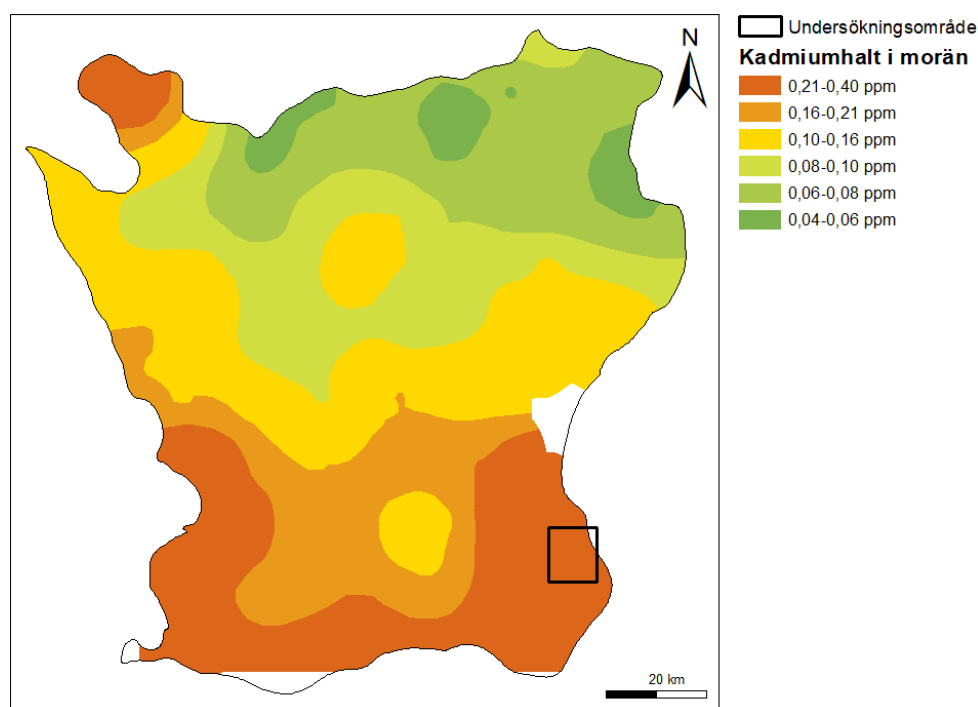 N
20 km
Undersökningsområde
Kadmiumhalt i morän
0,21-0,40 ppm
0,16-0,21 ppm
0,10-0,16 ppm
0,08-0,10 ppm
0,06-0,08 ppm
0,04-0,06 ppm